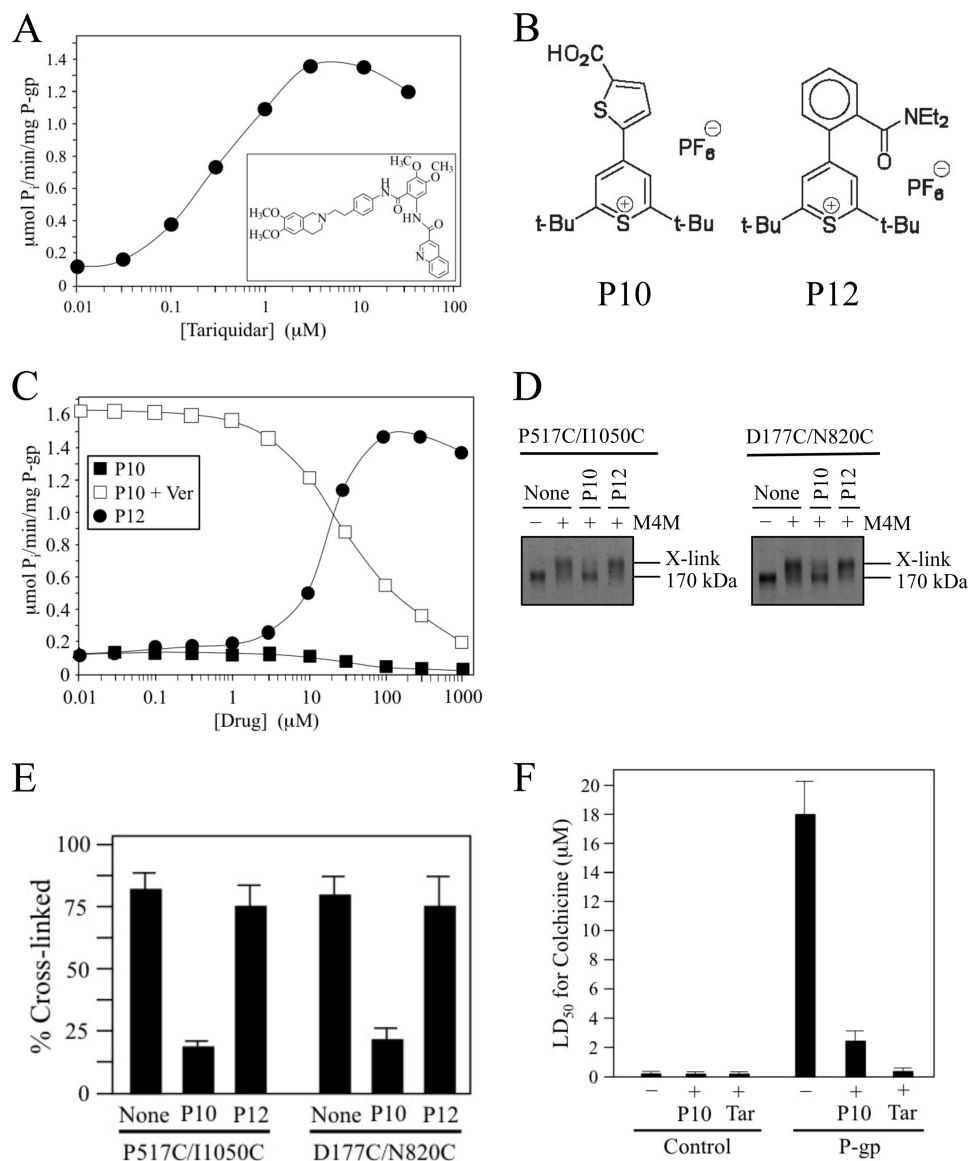 A
μmol Pi/min/mg P-gp
1.4
1.2
1.0
0.8
0.6
0.4
0.2
0
0.01 0.1 1 10 100
[Tariquidar] (μM)
H₃CO
H₃CO
N
H
N
O
H₃CO
OCH₃
HN
O
N
B
HO₂C
S
PF₆ ⊖
t-Bu S + t-Bu
P10
NEt₂
O
PF₆ ⊖
t-Bu S + t-Bu
P12
C
μmol Pi/min/mg P-gp
1.6
1.4
1.2
1.0
0.8
0.6
0.4
0.2
0
P10
P10 + Ver
P12
0.01 0.1 1 10 100 1000
[Drug] (μM)
D
P517C/I1050C
None P10 P12
− + + + M4M
X-link
170 kDa
D177C/N820C
None P10 P12
− + + + M4M
X-link
170 kDa
E
% Cross-linked
100
75
50
25
0
None P10 P12 None P10 P12
P517C/I1050C D177C/N820C
F
LD₅₀ for Colchicine (μM)
20
18
16
14
12
10
8
6
4
2
0
− + + − + +
P10 Tar P10 Tar
Control P-gp